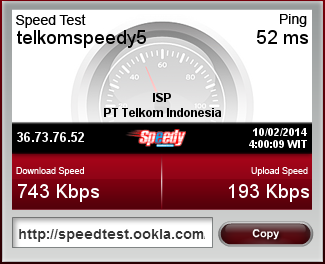 Speed Test
Ping
telkomspeedy5
52 ms
ISP
PT Telkom Indonesia
36.73.76.52
Speedy
10/02/2014
4:00:09 WIT
Download Speed
Upload Speed
743 Kbps
193 Kbps
http://speedtest.ookla.com
Copy